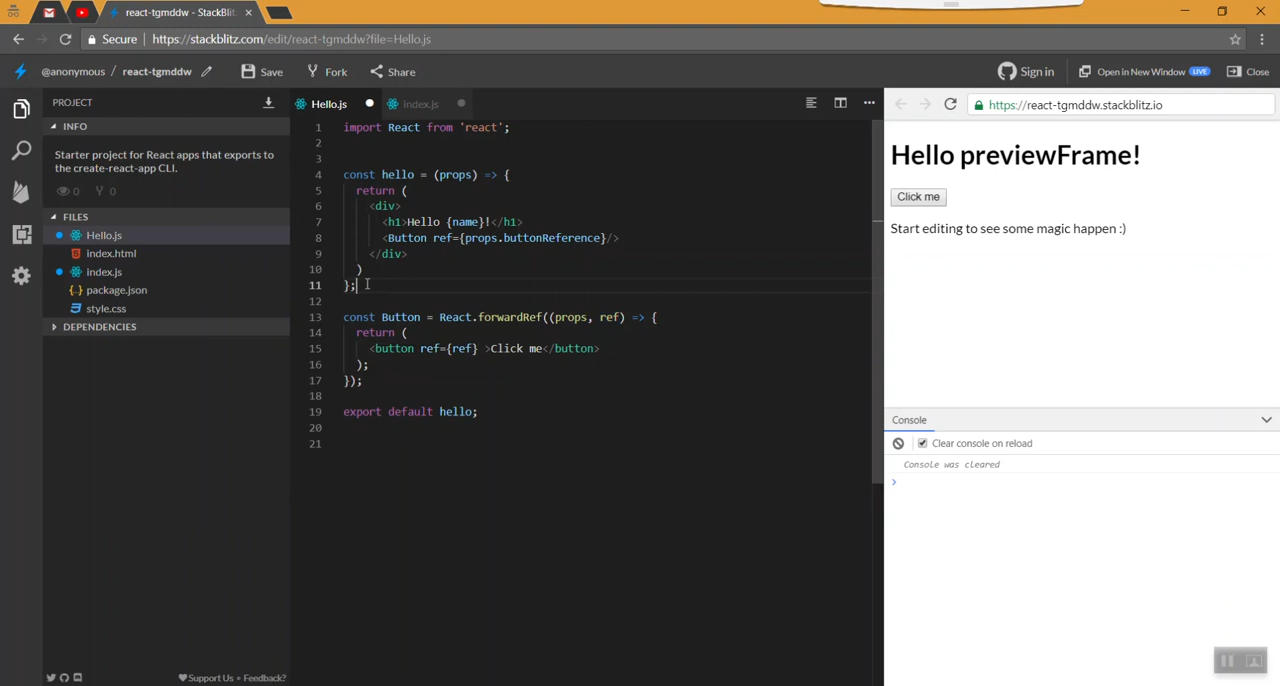 react-tgmddw - StackBlitz
Secure
https://stackblitz.com/edit/react-tgmddw?file=Hello.js
@anonymous / react-tgmddw
Save
Fork
Share
Sign in
Open in New Window LIVE
Close
PROJECT
INFO
Starter project for React apps that exports to
the create-react-app CLI.
0 0
FILES
Hello.js
index.html
index.js
package.json
style.css
DEPENDENCIES
Support Us • Feedback?
Hello.js
index.js
1 import React from 'react';
2
3
4 const hello = (props) => {
5 return (
6 <div>
7 <h1>Hello {name}!</h1>
8 <Button ref={props.buttonReference}/>
9 </div>
10 )
11 };
12
13 const Button = React.forwardRef((props, ref) => {
14 return (
15 <button ref={ref} >Click me</button>
16 );
17 });
18
19 export default hello;
20
21
https://react-tgmddw.stackblitz.io
Hello previewFrame!
Click me
Start editing to see some magic happen :)
Console
Clear console on reload
Console was cleared